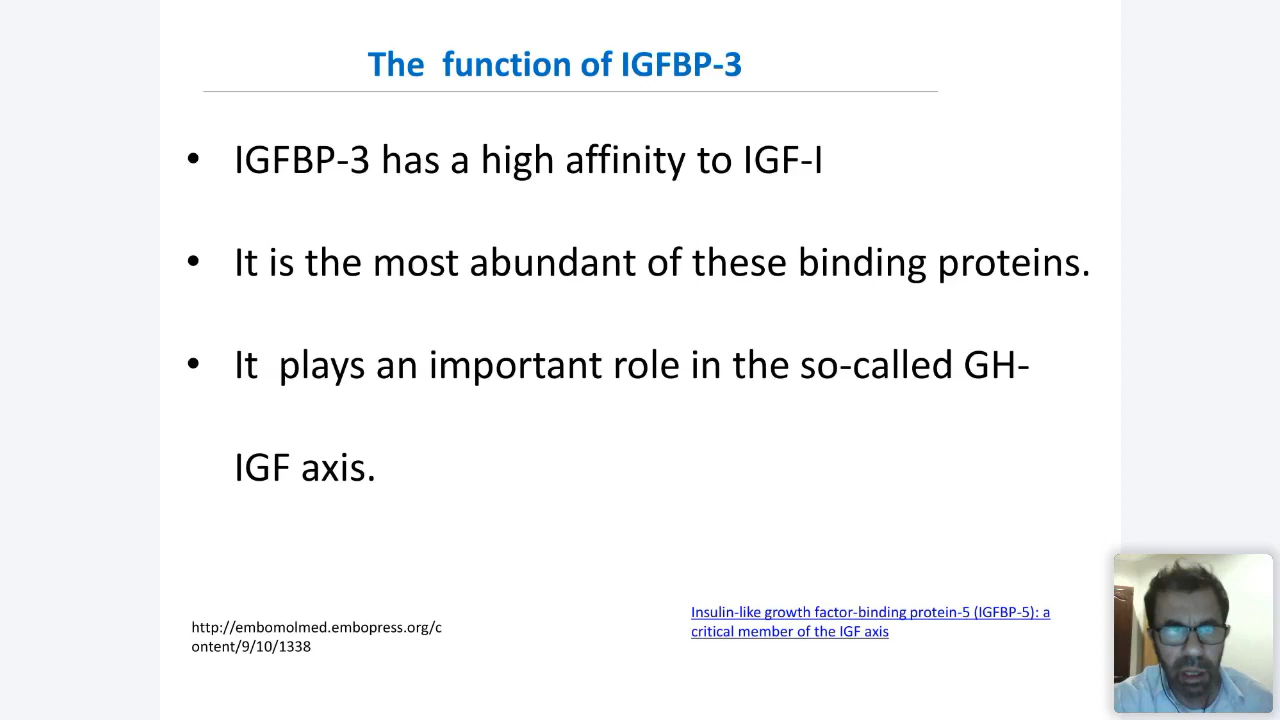 The  function of IGFBP-3
• IGFBP-3 has a high affinity to IGF-I
• It is the most abundant of these binding proteins.
• It  plays an important role in the so-called GH-
IGF axis.
http://embomolmed.embopress.org/c
ontent/9/10/1338
Insulin-like growth factor-binding protein-5 (IGFBP-5): a
critical member of the IGF axis